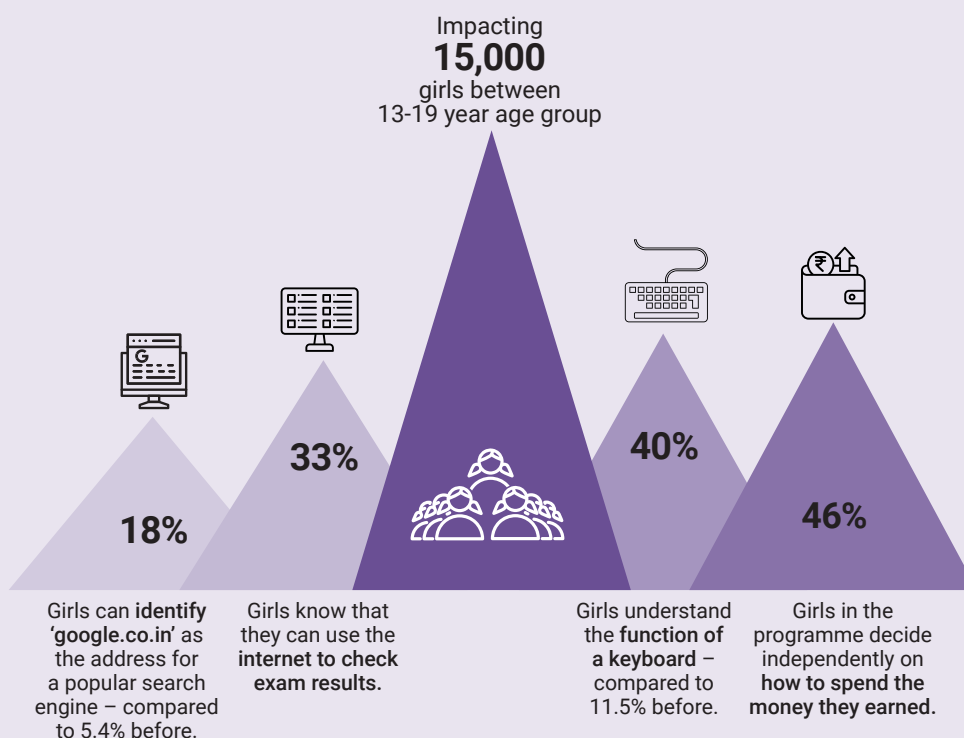 Impacting
15,000
girls between
13-19 year age group
G
₹
18%
33%
40%
46%
Girls can identify
'google.co.in' as
the address for
a popular search
engine – compared
to 5.4% before.
Girls know that
they can use the
internet to check
exam results.
Girls understand
the function of
a keyboard –
compared to
11.5% before.
Girls in the
programme decide
independently on
how to spend the
money they earned.